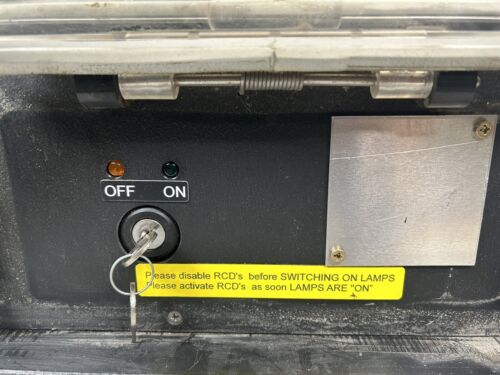 OFF ON
Please disable RCD's before SWITCHING ON LAMPS
Please activate RCD's as soon LAMPS ARE "ON"